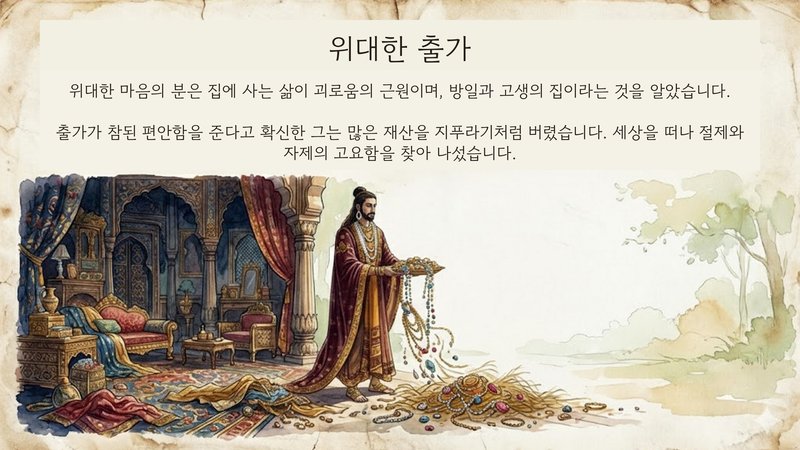 위대한 출가
위대한 마음의 분은 집에 사는 삶이 괴로움의 근원이며, 방일과 고생의 집이라는 것을 알았습니다.
출가가 참된 편안함을 준다고 확신한 그는 많은 재산을 지푸라기처럼 버렸습니다. 세상을 떠나 절제와
자제의 고요함을 찾아 나섰습니다.